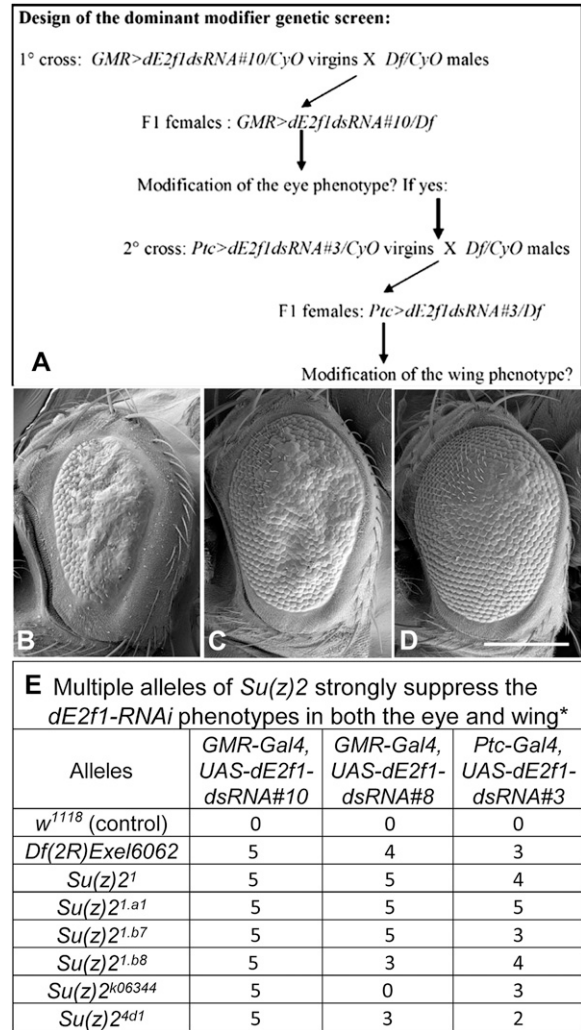 Design of the dominant modifier genetic screen:
1° cross: GMR>dE2f1dsRNA#10/CyO virgins X Df/CyO males
F1 females : GMR>dE2f1dsRNA#10/Df
Modification of the eye phenotype? If yes:
2° cross: Ptc>dE2f1dsRNA#3/CyO virgins X Df/CyO males
F1 females: Ptc>dE2f1dsRNA#3/Df
Modification of the wing phenotype?
A
B C D
E Multiple alleles of Su(z)2 strongly suppress the
dE2f1-RNAi phenotypes in both the eye and wing*
Alleles
GMR-Gal4,
UAS-dE2f1-
dsRNA#10
GMR-Gal4,
UAS-dE2f1-
dsRNA#8
Ptc-Gal4,
UAS-dE2f1-
dsRNA#3
w1118 (control) 0 0 0
Df(2R)Exel6062 5 4 3
Su(z)21 5 5 4
Su(z)21.a1 5 5 5
Su(z)21.b7 5 5 3
Su(z)21.b8 5 3 4
Su(z)2k06344 5 0 3
Su(z)24d1 5 3 2